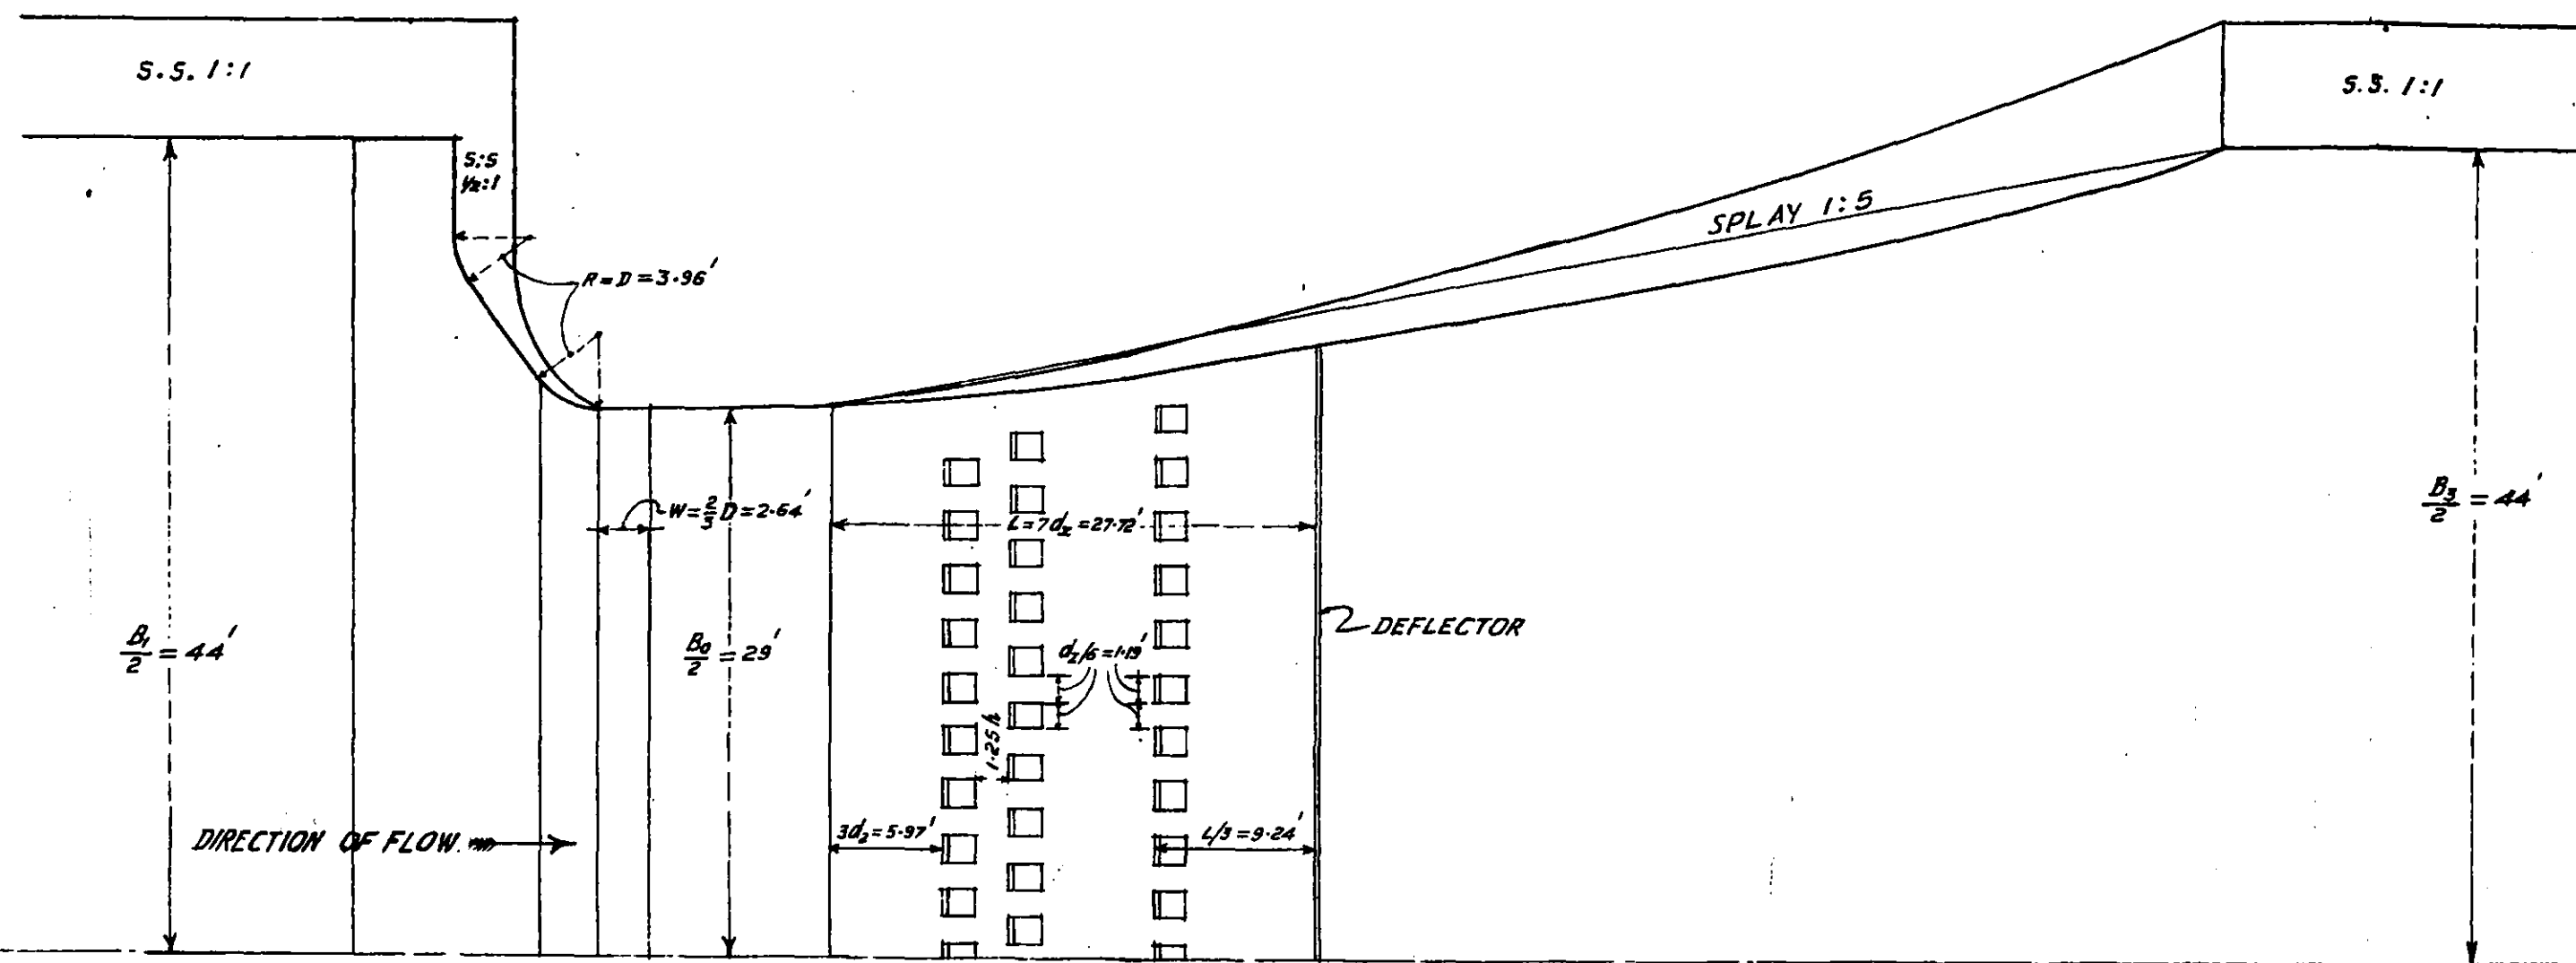 S.S. 1:1
S.S. 1:1
S:S
½:1
SPLAY 1:5
R=D=3·96'
W=⅔D=2·64'
L=7dₓ=27·72'
B₃/2 = 44'
B₁/2 = 44'
B₀/2 = 29'
DEFLECTOR
dₓ/6=1·19'
1·25h
DIRECTION OF FLOW.
3d₂=5·97'
L/3=9·24'